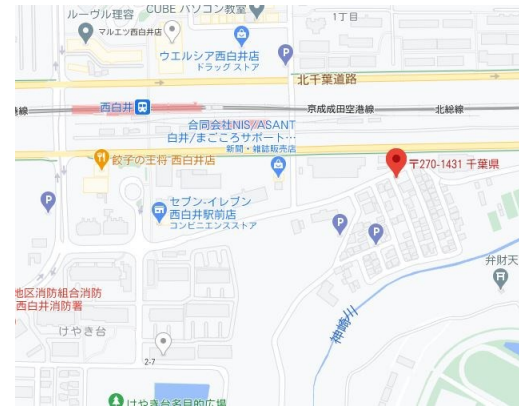 ルーヴル理容
CUBE パソコン教室
マルエツ西白井店
1丁目
ウエルシア西白井店
ドラッグ ストア
北千葉道路
西白井
京成成田空港線
北総線
港線
合同会社NIS/ASANT
白井/まごころサポート…
新聞・雑誌販売店
餃子の王将 西白井店
〒270-1431 千葉県
P
P
セブン‐イレブン
西白井駅前店
コンビニエンスストア
P
P
弁財天
地区消防組合消防
西白井消防署
けやき台
2-7
けやき台多目的広場